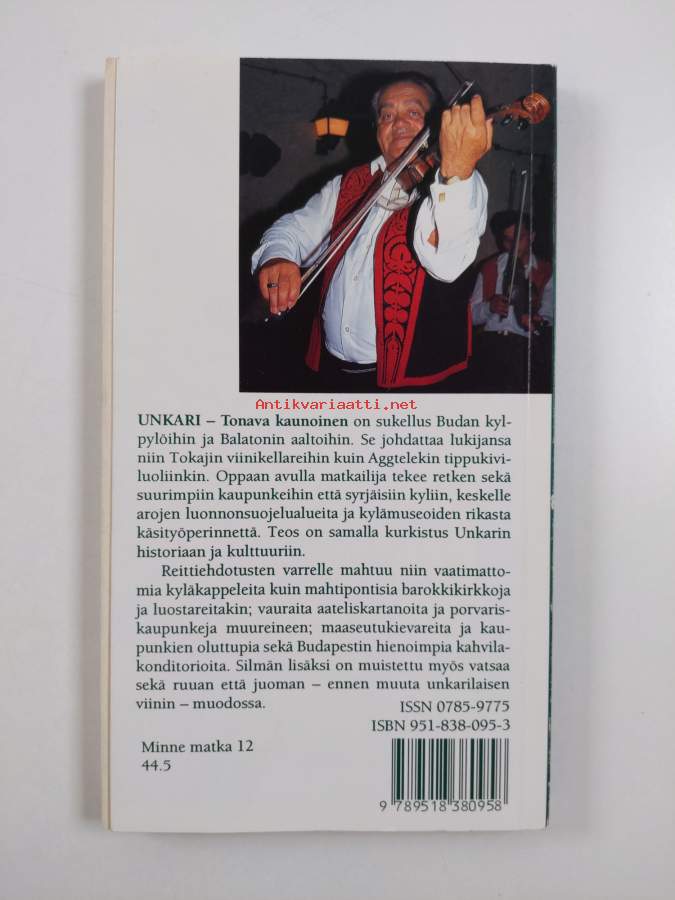 Antikvariaatti.net
UNKARI – Tonava kaunoinen on sukellus Budan kyl-
pylöihin ja Balatonin aaltoihin. Se johdattaa lukijansa
niin Tokajin viinikellareihin kuin Aggtelekin tippukivi-
luoliinkin. Oppaan avulla matkailija tekee retken sekä
suurimpiin kaupunkeihin että syrjäisiin kyliin, keskelle
arojen luonnonsuojelualueita ja kylämuseoiden rikasta
käsityöperinnettä. Teos on samalla kurkistus Unkarin
historiaan ja kulttuuriin.
Reittiehdotusten varrelle mahtuu niin vaatimatto-
mia kyläkappeleita kuin mahtipontisia barokkikirkkoja
ja luostareitakin; vauraita aateliskartanoita ja porvaris-
kaupunkeja muureineen; maaseutukievareita ja kau-
punkien oluttupia sekä Budapestin hienoimpia kahvila-
konditorioita. Silmän lisäksi on muistettu myös vatsaa
sekä ruuan että juoman – ennen muuta unkarilaisen
viinin – muodossa.
ISSN 0785-9775
ISBN 951-838-095-3
Minne matka 12
44.5
9 789518 380958